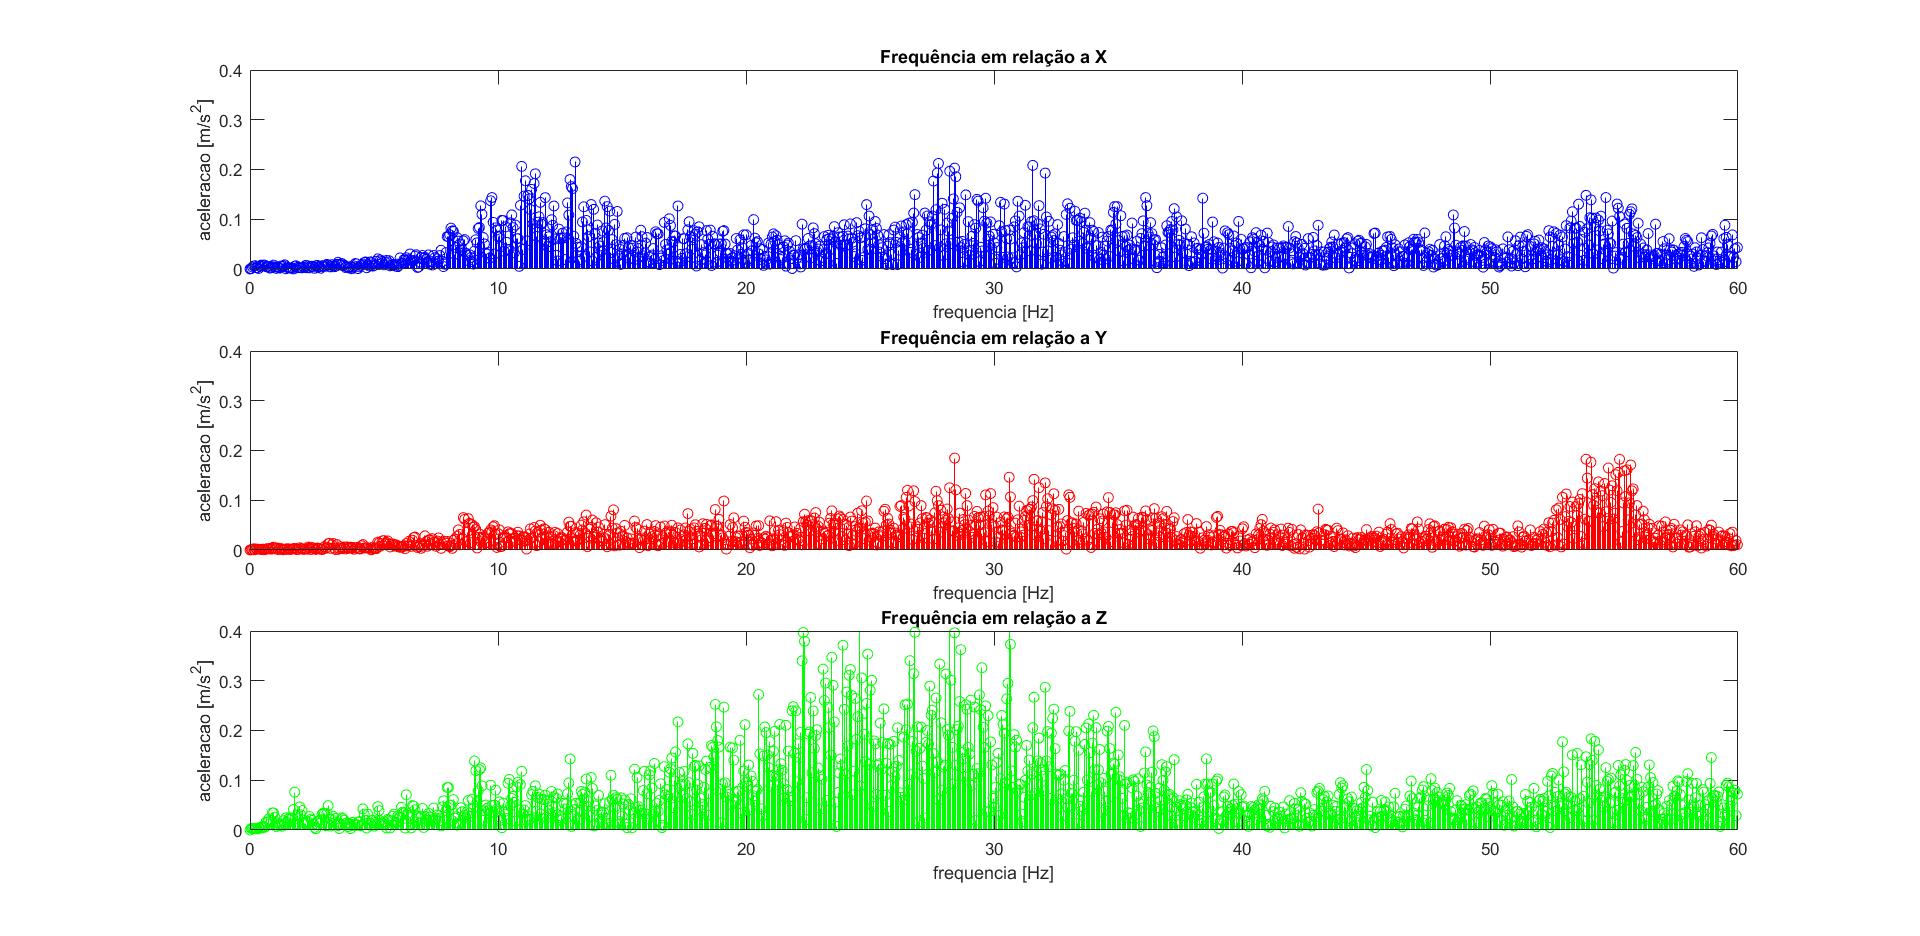 Frequência em relação a X
0.4
0.3
0.2
0.1
0
aceleracao [m/s²]
0 10 20 30 40 50 60
frequencia [Hz]
Frequência em relação a Y
0.4
0.3
0.2
0.1
0
aceleracao [m/s²]
0 10 20 30 40 50 60
frequencia [Hz]
Frequência em relação a Z
0.4
0.3
0.2
0.1
0
aceleracao [m/s²]
0 10 20 30 40 50 60
frequencia [Hz]